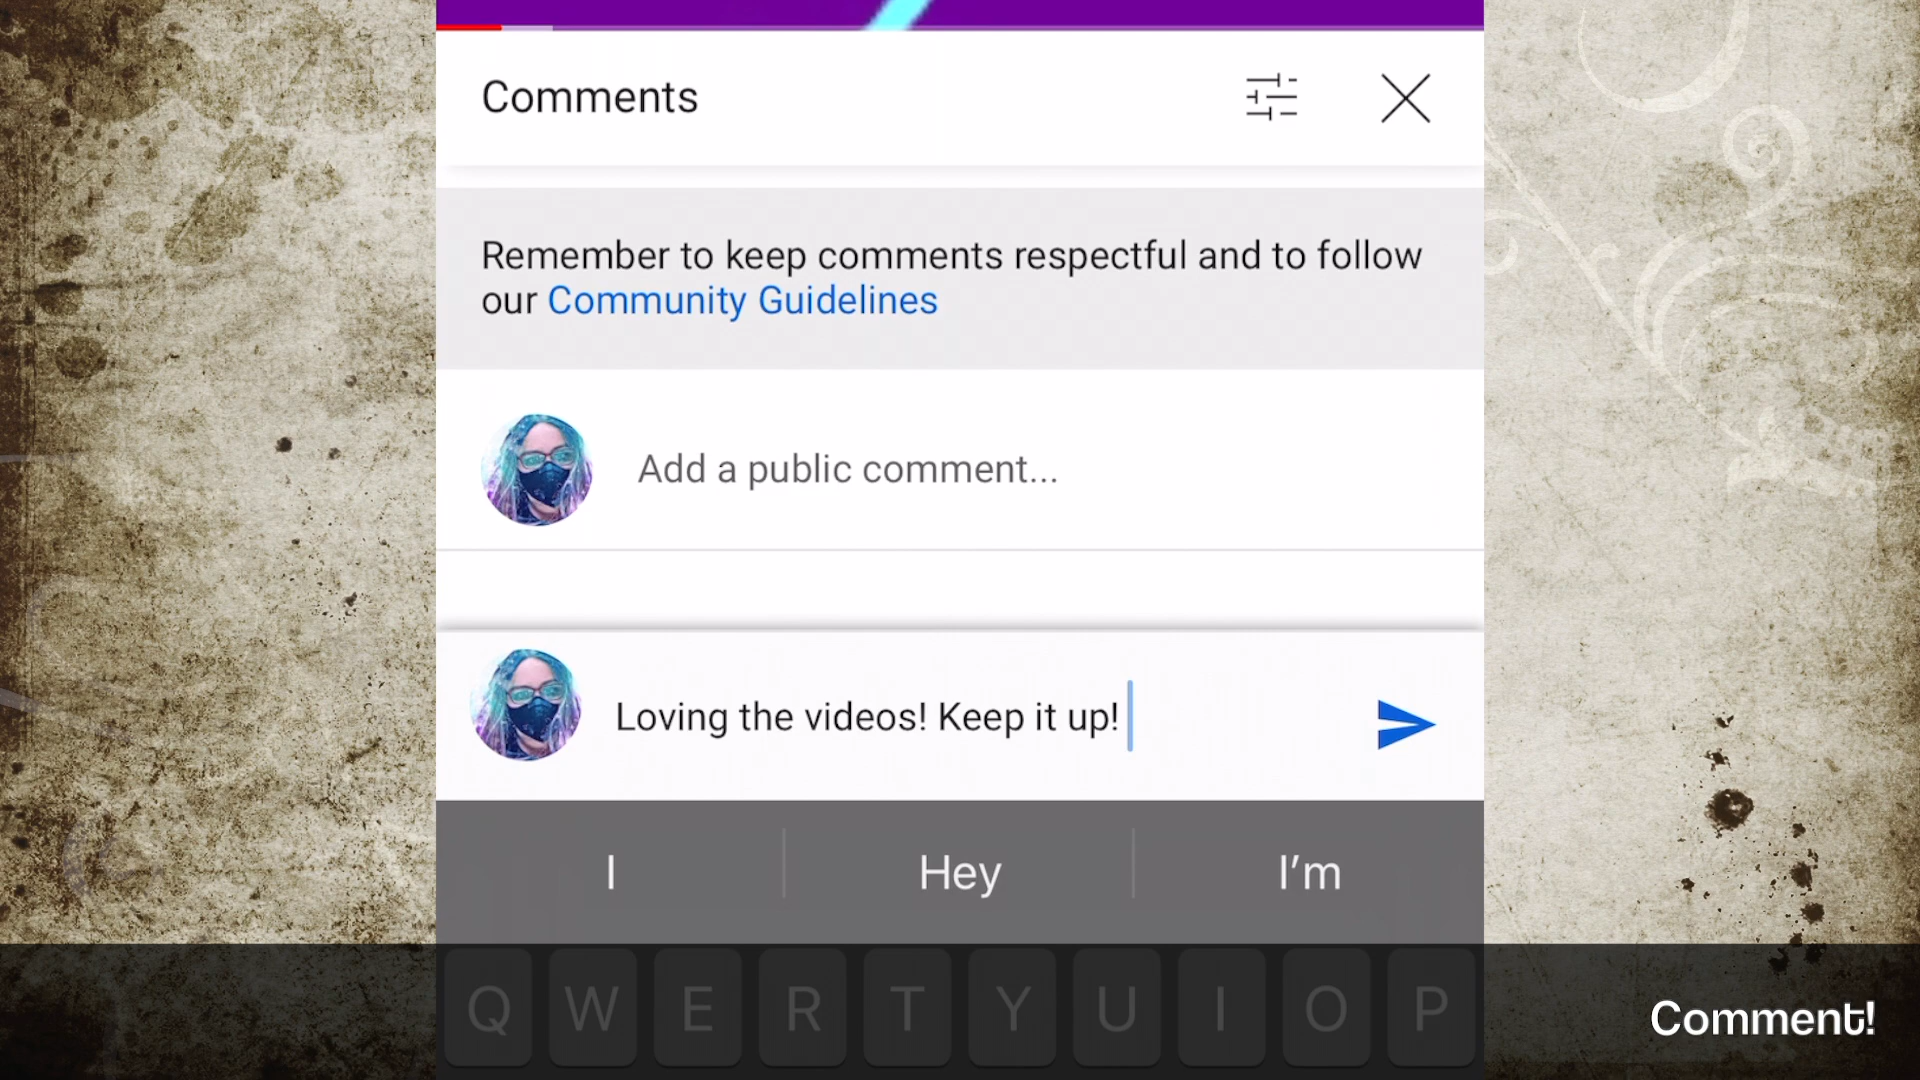 Comments
Remember to keep comments respectful and to follow
our Community Guidelines
Add a public comment...
Loving the videos! Keep it up!
I Hey I’m
Q W E R T Y U I O P
Comment!